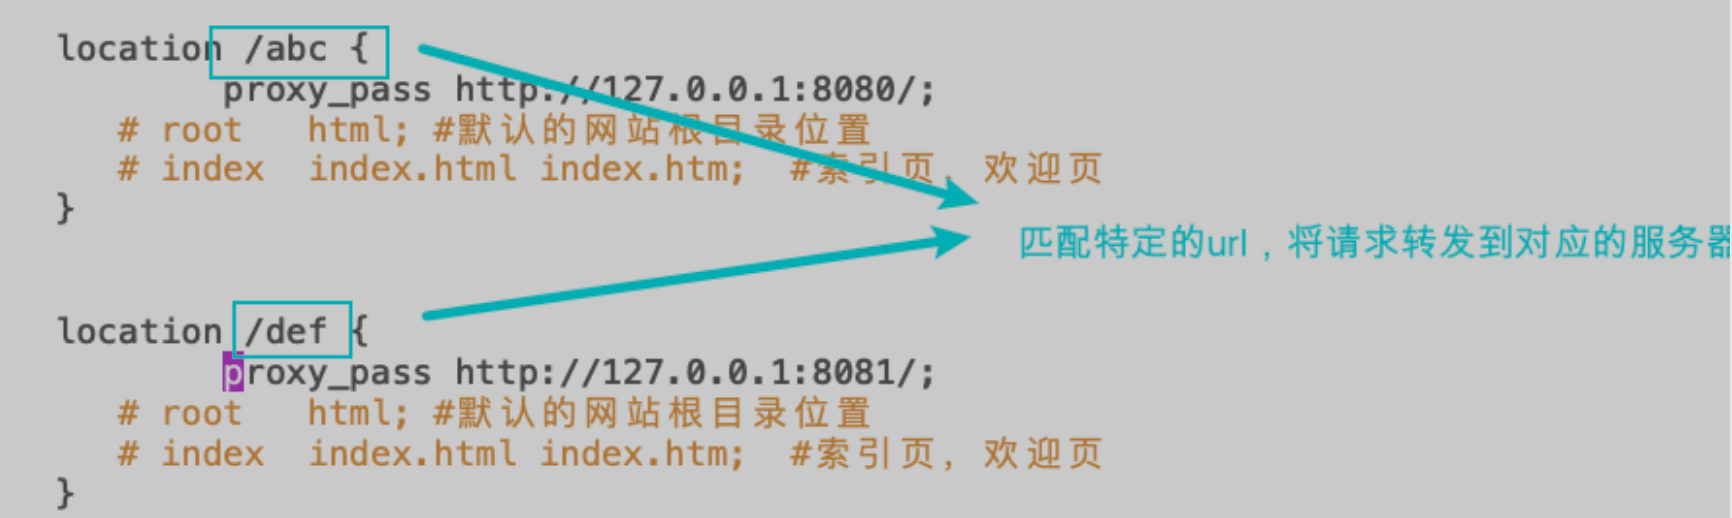 location /abc {
proxy_pass http://127.0.0.1:8080/;
# root html; #默认的网站根目录位置
# index index.html index.htm; #索引页，欢迎页
}
匹配特定的url，将请求转发到对应的服务器
location /def {
proxy_pass http://127.0.0.1:8081/;
# root html; #默认的网站根目录位置
# index index.html index.htm; #索引页，欢迎页
}